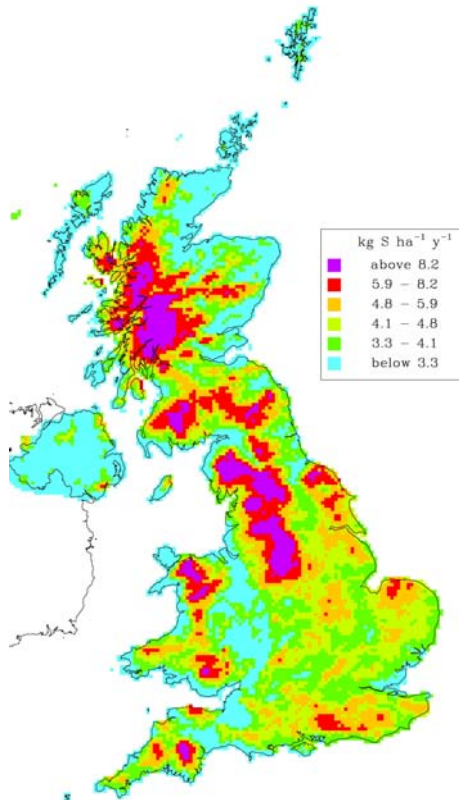 kg S ha⁻¹ y⁻¹
above 8.2
5.9 – 8.2
4.8 – 5.9
4.1 – 4.8
3.3 – 4.1
below 3.3